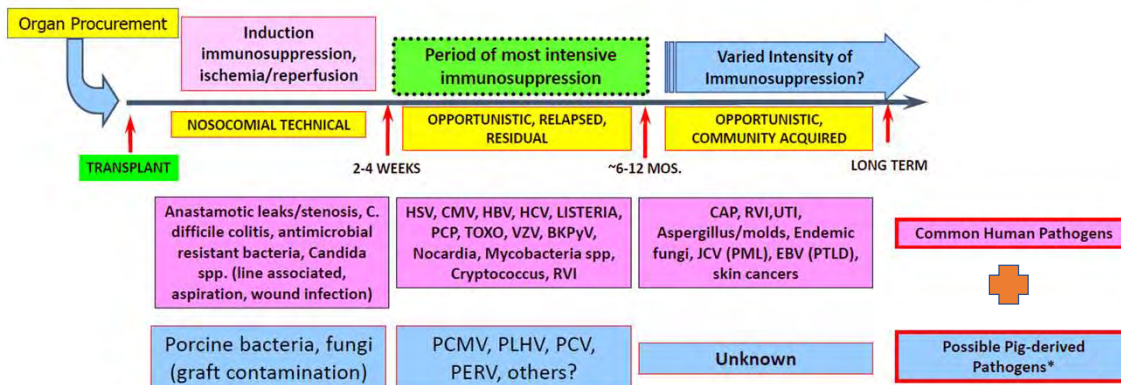 Organ Procurement
Induction
immunosuppression,
ischemia/reperfusion
Period of most intensive
immunosuppression
Varied Intensity of
Immunosuppression?
NOSOCOMIAL TECHNICAL
OPPORTUNISTIC, RELAPSED,
RESIDUAL
OPPORTUNISTIC,
COMMUNITY ACQUIRED
TRANSPLANT
2-4 WEEKS
~6-12 MOS.
LONG TERM
Anastamotic leaks/stenosis, C.
difficile colitis, antimicrobial
resistant bacteria, Candida
spp. (line associated,
aspiration, wound infection)
HSV, CMV, HBV, HCV, LISTERIA,
PCP, TOXO, VZV, BKPyV,
Nocardia, Mycobacteria spp,
Cryptococcus, RVI
CAP, RVI,UTI,
Aspergillus/molds, Endemic
fungi, JCV (PML), EBV (PTLD),
skin cancers
Common Human Pathogens
Porcine bacteria, fungi
(graft contamination)
PCMV, PLHV, PCV,
PERV, others?
Unknown
Possible Pig-derived
Pathogens*